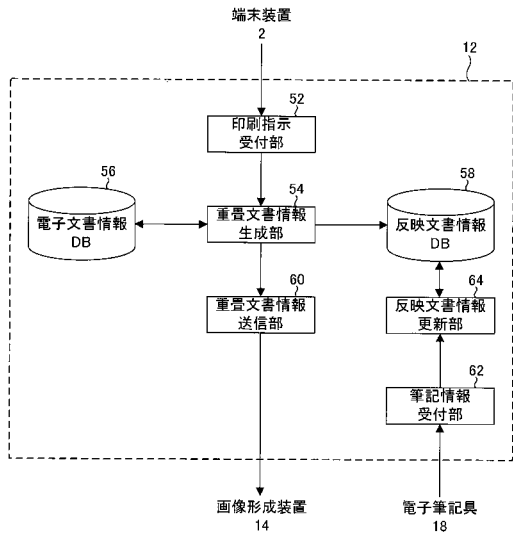 端末装置
2
12
52
印刷指示
受付部
56
電子文書情報
DB
54
重畳文書情報
生成部
58
反映文書情報
DB
60
重畳文書情報
送信部
64
反映文書情報
更新部
62
筆記情報
受付部
画像形成装置
14
電子筆記具
18